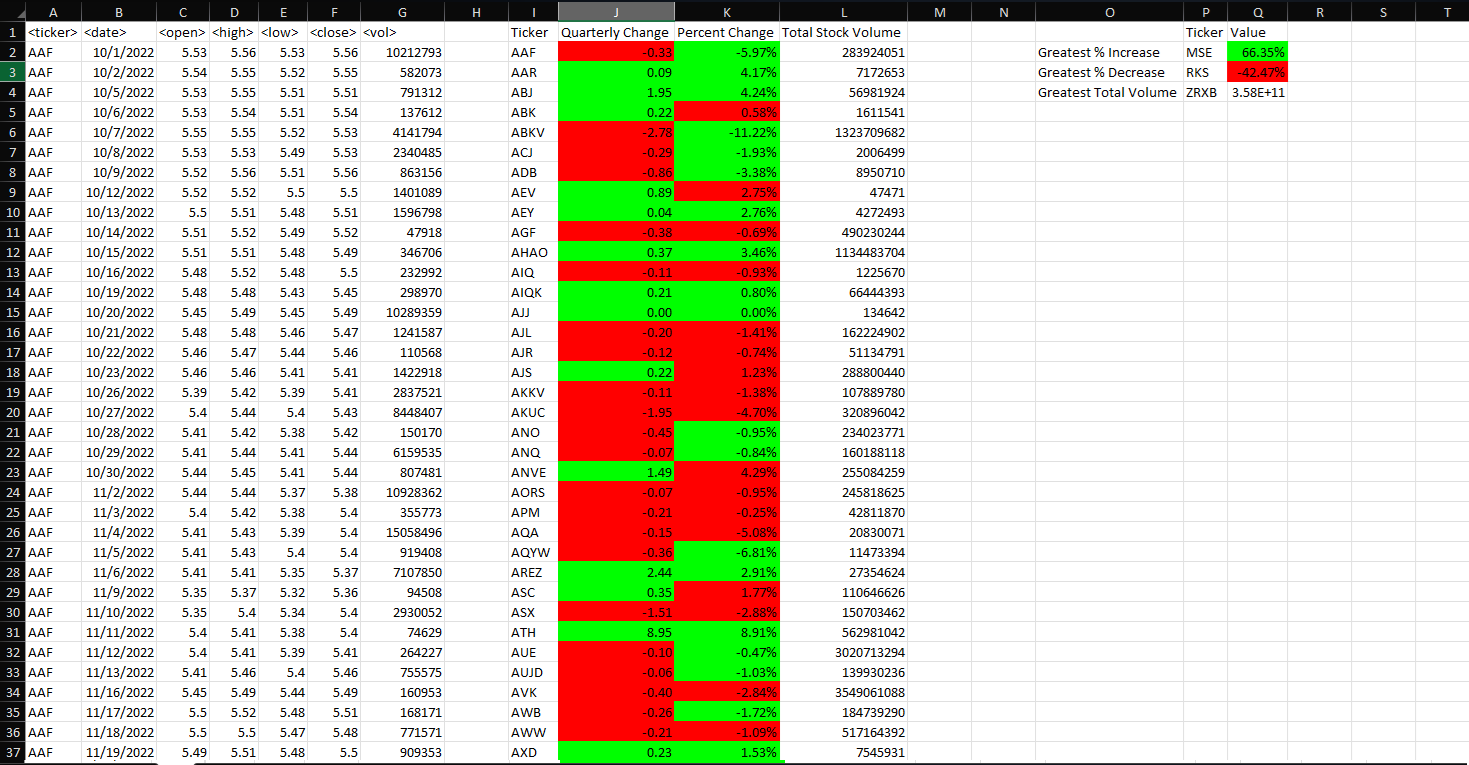 A B C D E F G H I J K L M N O P Q R S T
1 <ticker> <date> <open> <high> <low> <close> <vol> Ticker Quarterly Change Percent Change Total Stock Volume Ticker Value
2 AAF 10/1/2022 5.53 5.56 5.53 5.56 10212793 AAF -0.33 -5.97% 283924051 Greatest % Increase MSE 66.35%
3 AAF 10/2/2022 5.54 5.55 5.52 5.55 582073 AAR 0.09 4.17% 7172653 Greatest % Decrease RKS -42.47%
4 AAF 10/5/2022 5.53 5.55 5.51 5.51 791312 ABJ 1.95 4.24% 56981924 Greatest Total Volume ZRXB 3.58E+11
5 AAF 10/6/2022 5.53 5.54 5.51 5.54 137612 ABK 0.22 0.58% 1611541
6 AAF 10/7/2022 5.55 5.55 5.52 5.53 4141794 ABKV -2.78 -11.22% 1323709682
7 AAF 10/8/2022 5.53 5.53 5.49 5.53 2340485 ACJ -0.29 -1.93% 2006499
8 AAF 10/9/2022 5.52 5.56 5.51 5.56 863156 ADB -0.86 -3.38% 8950710
9 AAF 10/12/2022 5.52 5.52 5.5 5.5 1401089 AEV 0.89 2.75% 47471
10 AAF 10/13/2022 5.5 5.51 5.48 5.51 1596798 AEY 0.04 2.76% 4272493
11 AAF 10/14/2022 5.51 5.52 5.49 5.52 47918 AGF -0.38 -0.69% 490230244
12 AAF 10/15/2022 5.51 5.51 5.48 5.49 346706 AHAO 0.37 3.46% 1134483704
13 AAF 10/16/2022 5.48 5.52 5.48 5.5 232992 AIQ -0.11 -0.93% 1225670
14 AAF 10/19/2022 5.48 5.48 5.43 5.45 298970 AIQK 0.21 0.80% 66444393
15 AAF 10/20/2022 5.45 5.49 5.45 5.49 10289359 AJJ 0.00 0.00% 134642
16 AAF 10/21/2022 5.48 5.48 5.46 5.47 1241587 AJL -0.20 -1.41% 162224902
17 AAF 10/22/2022 5.46 5.47 5.44 5.46 110568 AJR -0.12 -0.74% 51134791
18 AAF 10/23/2022 5.46 5.46 5.41 5.41 1422918 AJS 0.22 1.23% 288800440
19 AAF 10/26/2022 5.39 5.42 5.39 5.41 2837521 AKKV -0.11 -1.38% 107889780
20 AAF 10/27/2022 5.4 5.44 5.4 5.43 8448407 AKUC -1.95 -4.70% 320896042
21 AAF 10/28/2022 5.41 5.42 5.38 5.42 150170 ANO -0.45 -0.95% 234023771
22 AAF 10/29/2022 5.41 5.44 5.41 5.44 6159535 ANQ -0.07 -0.84% 160188118
23 AAF 10/30/2022 5.44 5.45 5.41 5.44 807481 ANVE 1.49 4.29% 255084259
24 AAF 11/2/2022 5.44 5.44 5.37 5.38 10928362 AORS -0.07 -0.95% 245818625
25 AAF 11/3/2022 5.4 5.42 5.38 5.4 355773 APM -0.21 -0.25% 42811870
26 AAF 11/4/2022 5.41 5.43 5.39 5.4 15058496 AQA -0.15 -5.08% 20830071
27 AAF 11/5/2022 5.41 5.43 5.4 5.4 919408 AQYW -0.36 -6.81% 11473394
28 AAF 11/6/2022 5.41 5.41 5.35 5.37 7107850 AREZ 2.44 2.91% 27354624
29 AAF 11/9/2022 5.35 5.37 5.32 5.36 94508 ASC 0.35 1.77% 110646626
30 AAF 11/10/2022 5.35 5.4 5.34 5.4 2930052 ASX -1.51 -2.88% 150703462
31 AAF 11/11/2022 5.4 5.41 5.38 5.4 74629 ATH 8.95 8.91% 562981042
32 AAF 11/12/2022 5.4 5.41 5.39 5.41 264227 AUE -0.10 -0.47% 3020713294
33 AAF 11/13/2022 5.41 5.46 5.4 5.46 755575 AUJD -0.06 -1.03% 139930236
34 AAF 11/16/2022 5.45 5.49 5.44 5.49 160953 AVK -0.40 -2.84% 3549061088
35 AAF 11/17/2022 5.5 5.52 5.48 5.51 168171 AWB -0.26 -1.72% 184739290
36 AAF 11/18/2022 5.5 5.5 5.47 5.48 771571 AWW -0.21 -1.09% 517164392
37 AAF 11/19/2022 5.49 5.51 5.48 5.5 909353 AXD 0.23 1.53% 7545931